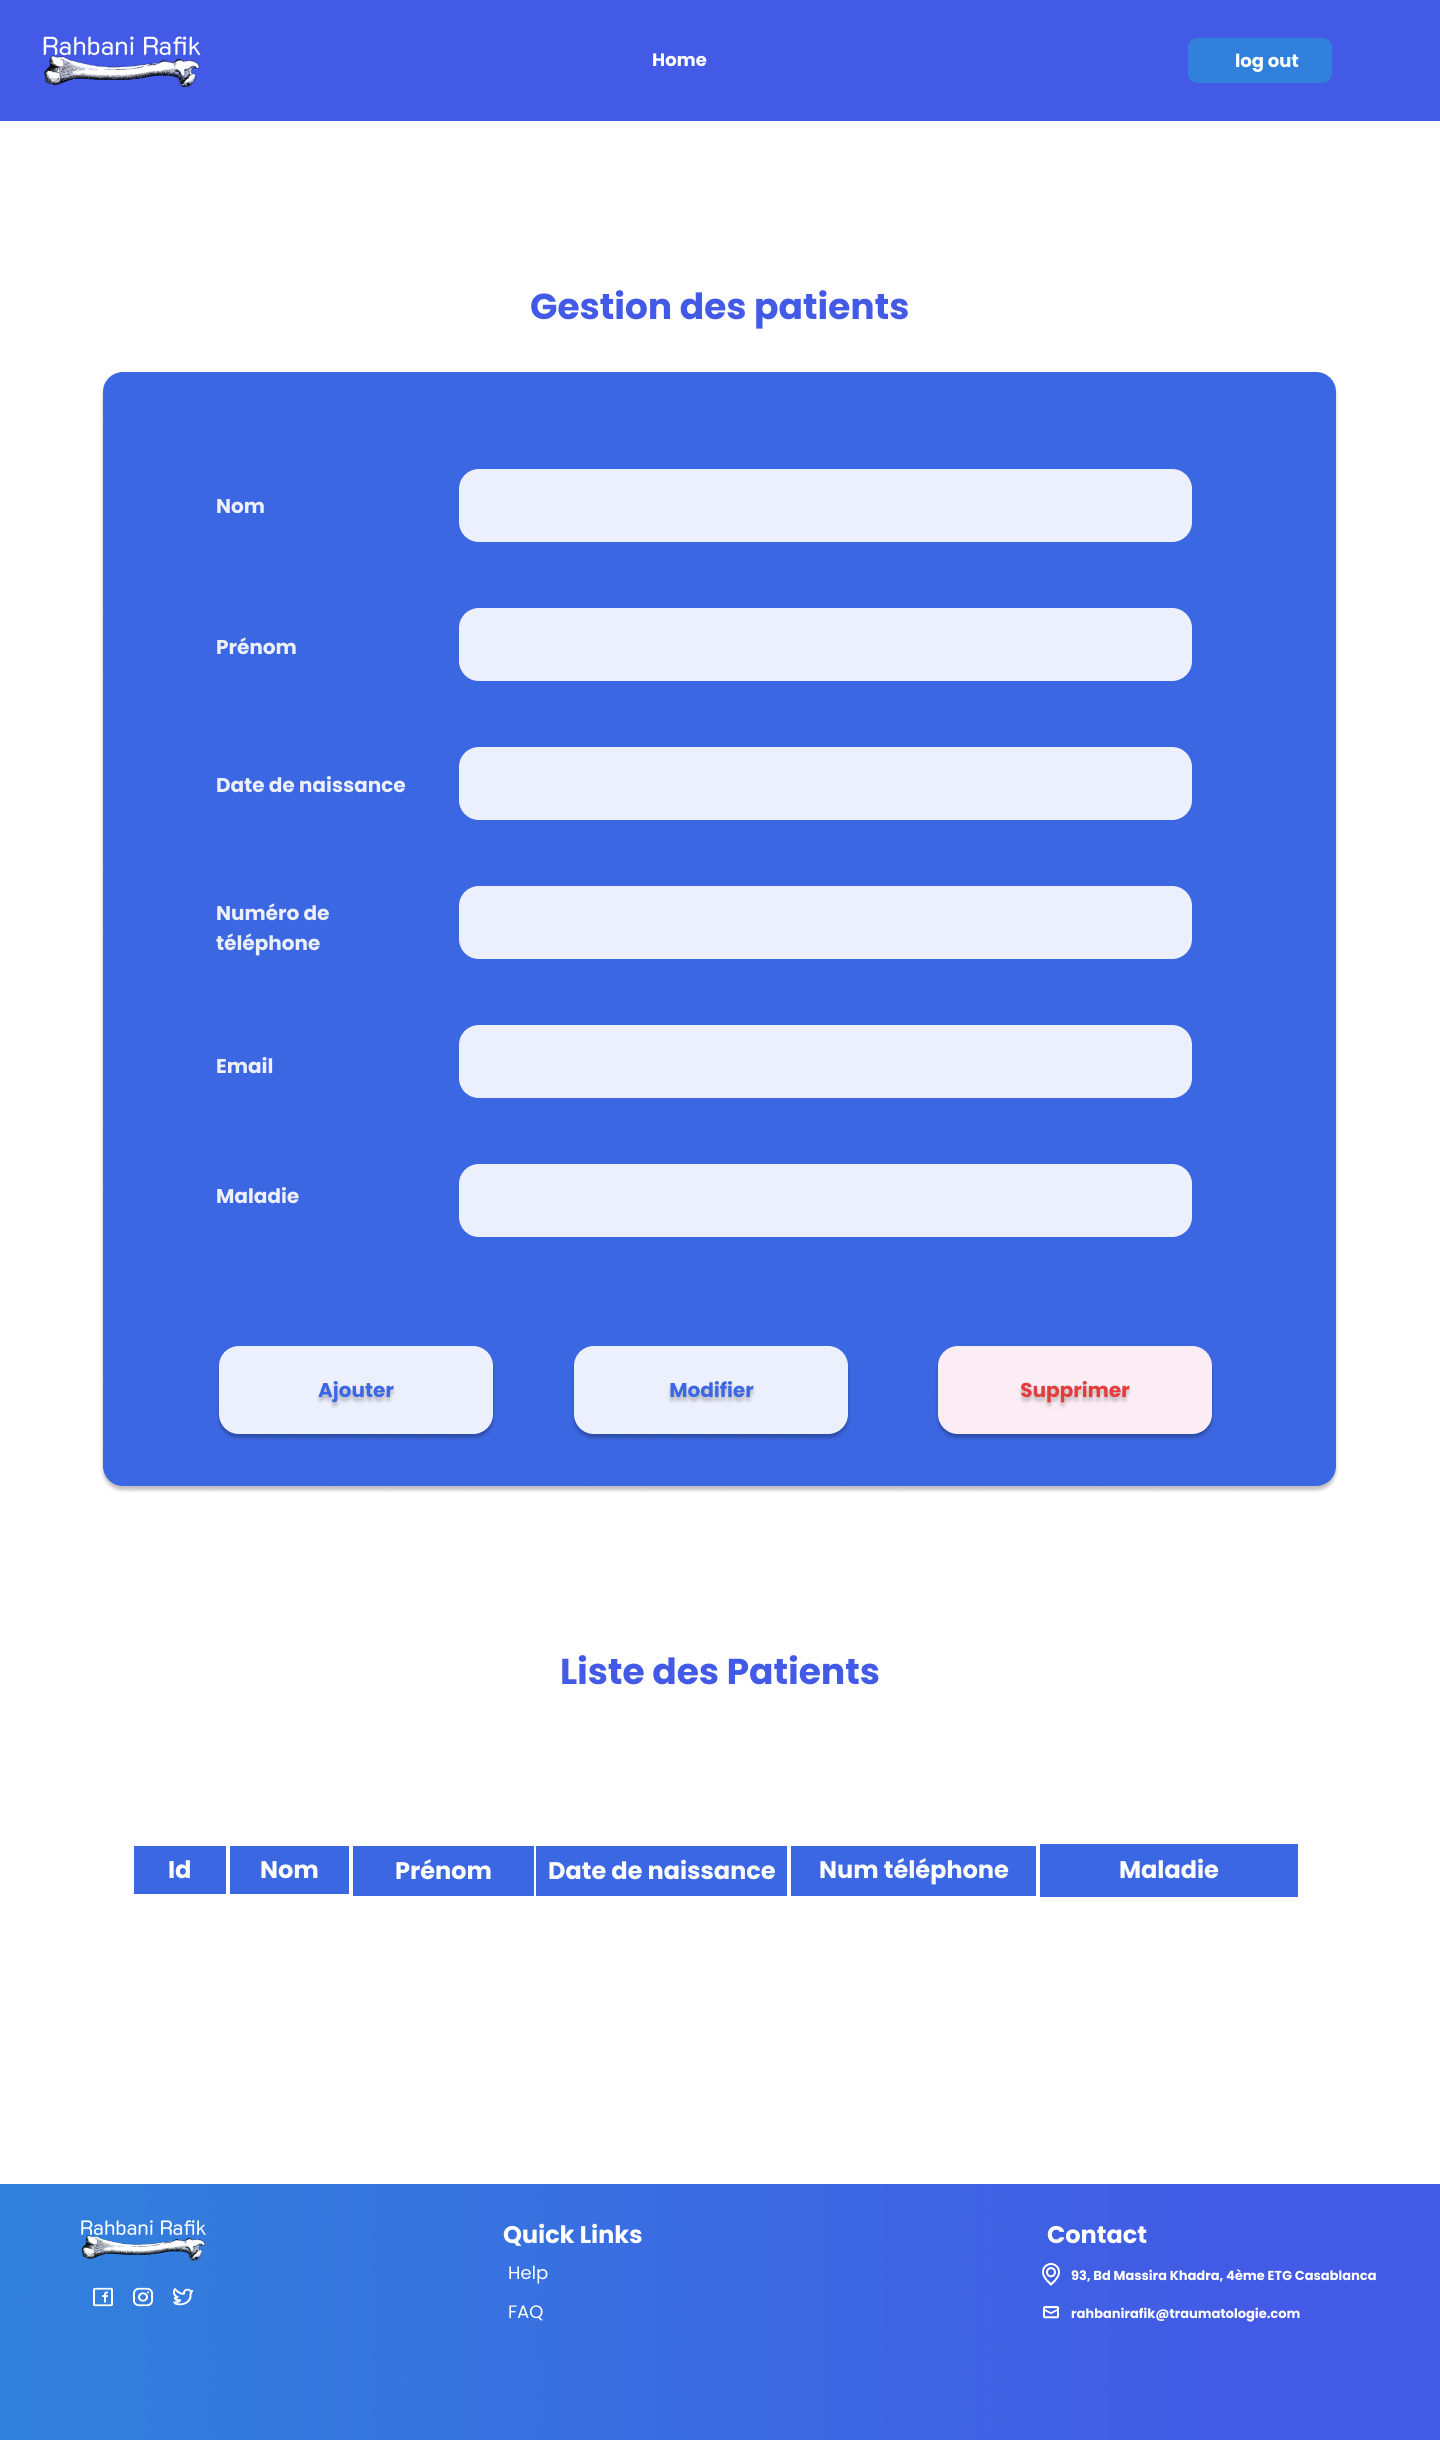 Rahbani Rafik
Home
log out
Gestion des patients
Nom
Prénom
Date de naissance
Numéro de
téléphone
Email
Maladie
Ajouter
Modifier
Supprimer
Liste des Patients
Id
Nom
Prénom
Date de naissance
Num téléphone
Maladie
Rahbani Rafik
Quick Links
Help
FAQ
Contact
93, Bd Massira Khadra, 4ème ETG Casablanca
rahbanirafik@traumatologie.com